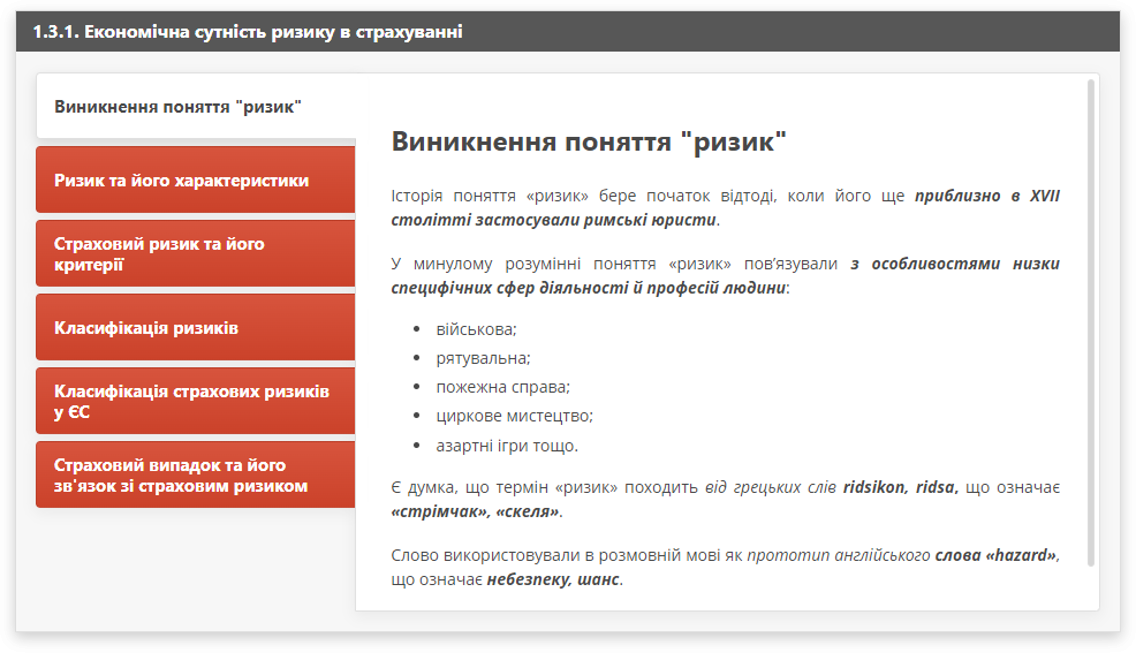 1.3.1. Економічна сутність ризику в страхуванні
Виникнення поняття "ризик"
Ризик та його характеристики
Страховий ризик та його
критерії
Класифікація ризиків
Класифікація страхових ризиків
у ЄС
Страховий випадок та його
зв'язок зі страховим ризиком
Виникнення поняття "ризик"
Історія поняття «ризик» бере початок відтоді, коли його ще приблизно в XVII
столітті застосували римські юристи.
У минулому розумінні поняття «ризик» пов’язували з особливостями низки
специфічних сфер діяльності й професій людини:
• військова;
• рятувальна;
• пожежна справа;
• циркове мистецтво;
• азартні ігри тощо.
Є думка, що термін «ризик» походить від грецьких слів ridsikon, ridsa, що означає
«стрімчак», «скеля».
Слово використовували в розмовній мові як прототип англійського слова «hazard»,
що означає небезпеку, шанс.